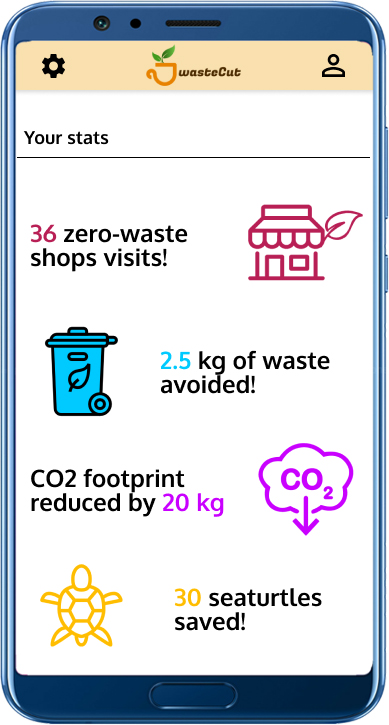 wasteCut
Your stats
36 zero-waste
shops visits!
2.5 kg of waste
avoided!
CO2 footprint
reduced by 20 kg
CO2
30 seaturtles
saved!